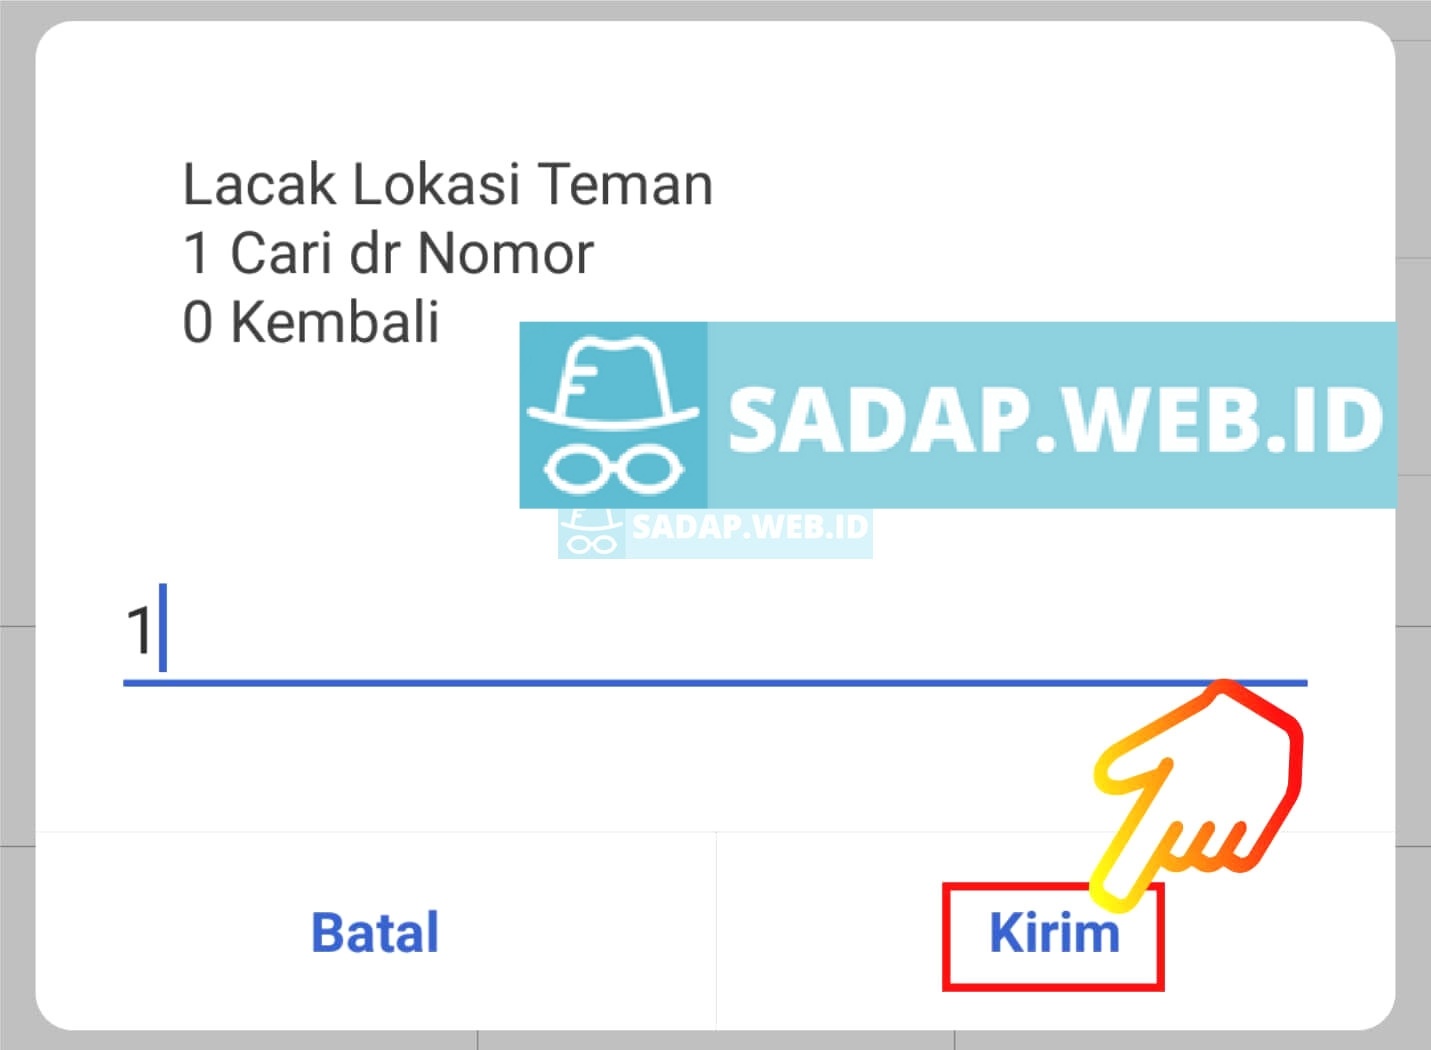 Lacak Lokasi Teman
1 Cari dr Nomor
0 Kembali
SADAP.WEB.ID
SADAP.WEB.ID
1
Batal
Kirim